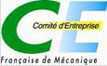 CE
Comité d'Entreprise
Française de Mécanique